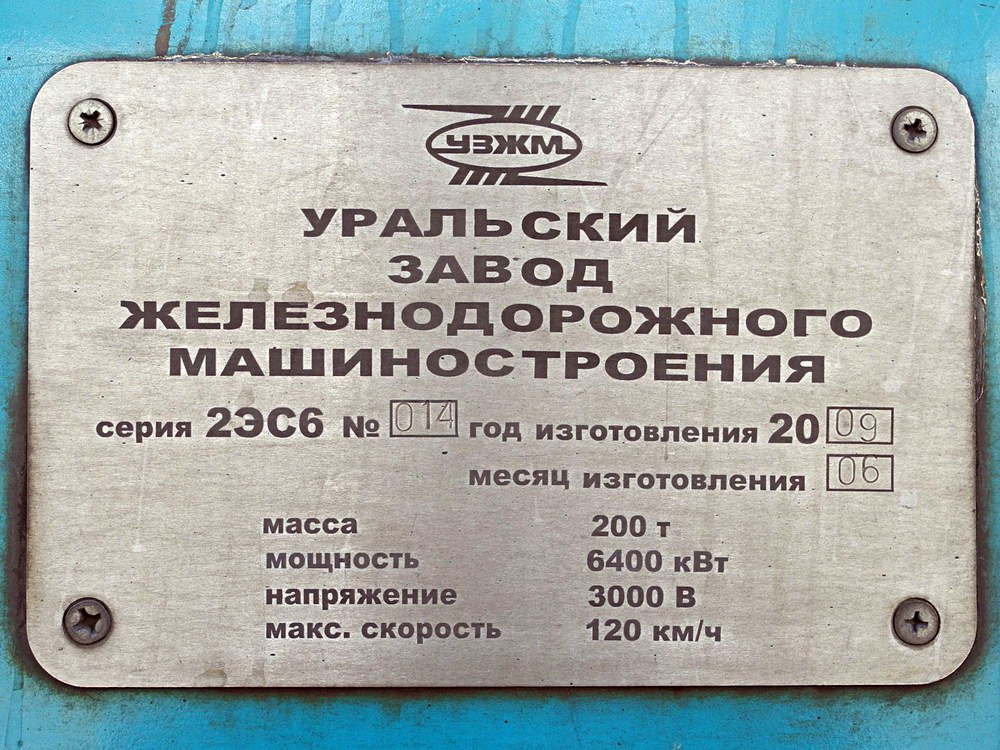 УЗЖМ
УРАЛЬСКИЙ
ЗАВОД
ЖЕЛЕЗНОДОРОЖНОГО
МАШИНОСТРОЕНИЯ
серия 2ЭС6 № 014 год изготовления 20 09
месяц изготовления 06
масса 200 т
мощность 6400 кВт
напряжение 3000 В
макс. скорость 120 км/ч